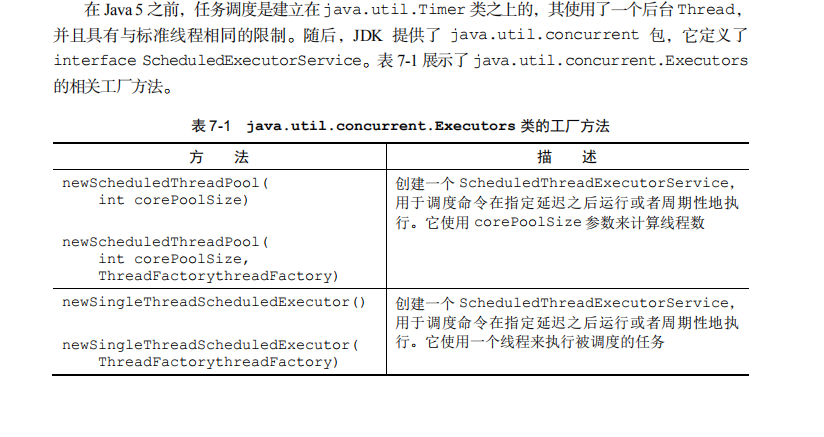 在 Java 5 之前，任务调度是建立在 java.util.Timer 类之上的，其使用了一个后台 Thread，
并且具有与标准线程相同的限制。随后，JDK 提供了 java.util.concurrent 包，它定义了
interface ScheduledExecutorService。表 7-1 展示了 java.util.concurrent.Executors
的相关工厂方法。
表 7-1 java.util.concurrent.Executors 类的工厂方法
方 法 描 述
newScheduledThreadPool(
int corePoolSize)
newScheduledThreadPool(
int corePoolSize,
ThreadFactorythreadFactory)
创建一个 ScheduledThreadExecutorService，
用于调度命令在指定延迟之后运行或者周期性地执
行。它使用 corePoolSize 参数来计算线程数
newSingleThreadScheduledExecutor()
newSingleThreadScheduledExecutor(
ThreadFactorythreadFactory)
创建一个 ScheduledThreadExecutorService，
用于调度命令在指定延迟之后运行或者周期性地执
行。它使用一个线程来执行被调度的任务